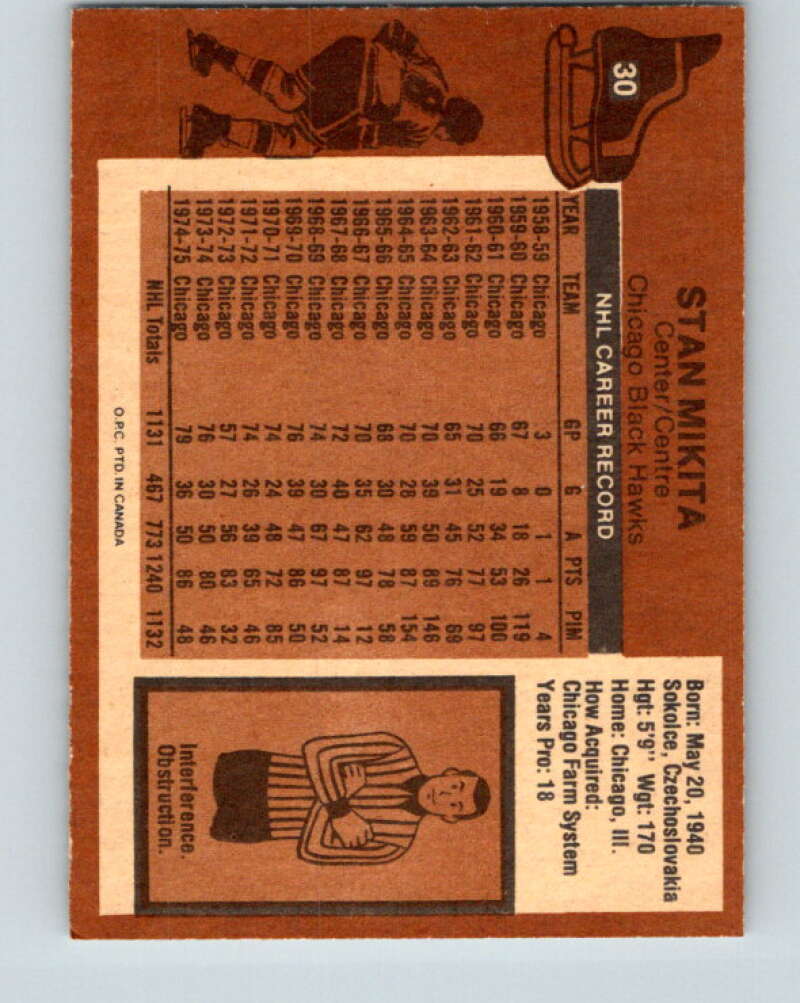 30
STAN MIKITA
Center/Centre
Chicago Black Hawks
NHL CAREER RECORD
YEAR TEAM GP G A PTS PIM
1958-59 Chicago 3 0 1 1 4
1959-60 Chicago 67 8 18 26 119
1960-61 Chicago 66 19 34 53 100
1961-62 Chicago 70 25 52 77 97
1962-63 Chicago 65 31 45 76 69
1963-64 Chicago 70 39 50 89 146
1964-65 Chicago 70 28 59 87 154
1965-66 Chicago 68 30 48 78 58
1966-67 Chicago 70 35 62 97 12
1967-68 Chicago 72 40 47 87 14
1968-69 Chicago 74 30 67 97 52
1969-70 Chicago 76 39 47 86 50
1970-71 Chicago 74 24 48 72 85
1971-72 Chicago 74 26 39 65 46
1972-73 Chicago 57 27 56 83 32
1973-74 Chicago 76 30 50 80 46
1974-75 Chicago 79 36 50 86 48
NHL Totals 1131 467 773 1240 1132
O.P.C. PTD. IN CANADA
Born: May 20, 1940
Sokolce, Czechoslovakia
Hgt: 5'9" Wgt: 170
Home: Chicago, Ill.
How Acquired:
Chicago Farm System
Years Pro: 18
Interference.
Obstruction.